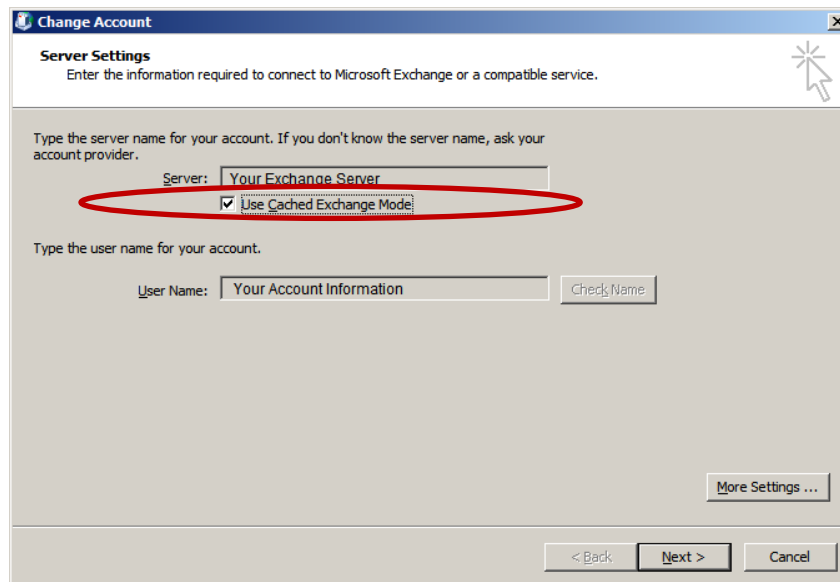 Change Account
Server Settings
Enter the information required to connect to Microsoft Exchange or a compatible service.
Type the server name for your account. If you don't know the server name, ask your
account provider.
Server: Your Exchange Server
Use Cached Exchange Mode
Type the user name for your account.
User Name: Your Account Information Check Name
More Settings ...
< Back Next > Cancel